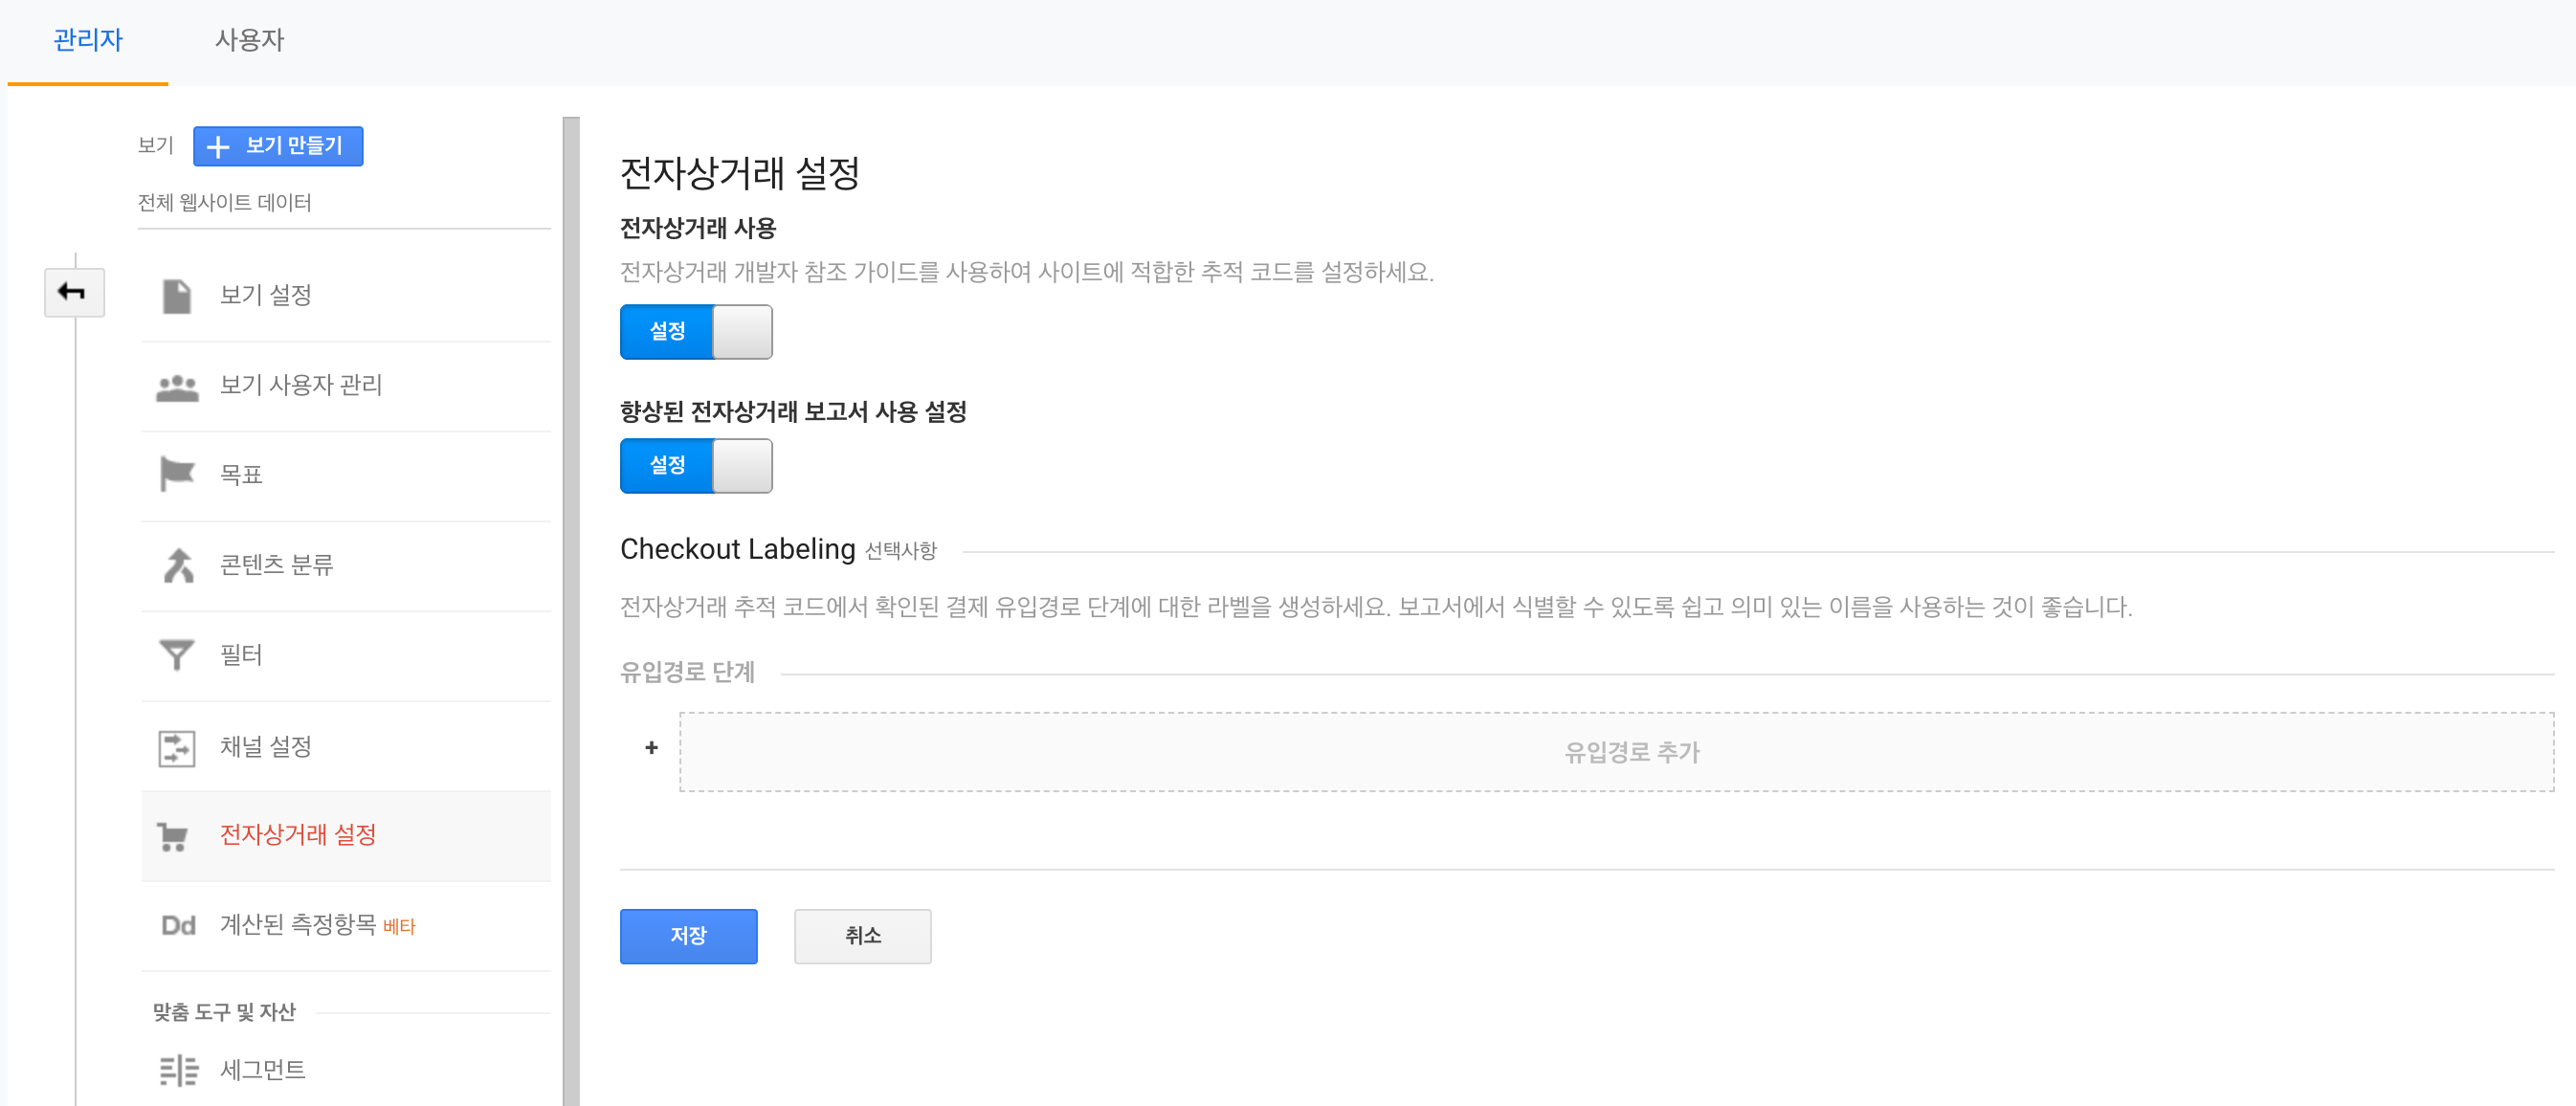 관리자
사용자
보기
보기 만들기
전체 웹사이트 데이터
보기 설정
보기 사용자 관리
목표
콘텐츠 분류
필터
채널 설정
전자상거래 설정
Dd
계산된 측정항목 베타
맞춤 도구 및 자산
세그먼트
전자상거래 설정
전자상거래 사용
전자상거래 개발자 참조 가이드를 사용하여 사이트에 적합한 추적 코드를 설정하세요.
설정
향상된 전자상거래 보고서 사용 설정
설정
Checkout Labeling 선택사항
전자상거래 추적 코드에서 확인된 결제 유입경로 단계에 대한 라벨을 생성하세요. 보고서에서 식별할 수 있도록 쉽고 의미 있는 이름을 사용하는 것이 좋습니다.
유입경로 단계
+ 유입경로 추가
저장
취소